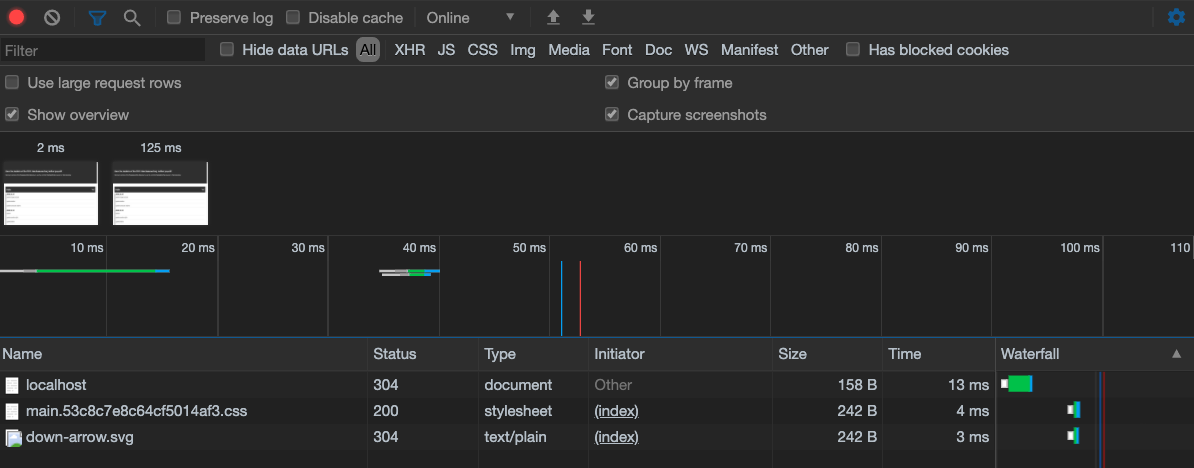 Preserve log Disable cache Online
Filter Hide data URLs All XHR JS CSS Img Media Font Doc WS Manifest Other Has blocked cookies
Use large request rows Group by frame
Show overview Capture screenshots
2 ms 125 ms
10 ms 20 ms 30 ms 40 ms 50 ms 60 ms 70 ms 80 ms 90 ms 100 ms 110
Name Status Type Initiator Size Time Waterfall
localhost 304 document Other 158 B 13 ms
main.53c8c7e8c64cf5014af3.css 200 stylesheet (index) 242 B 4 ms
down-arrow.svg 304 text/plain (index) 242 B 3 ms